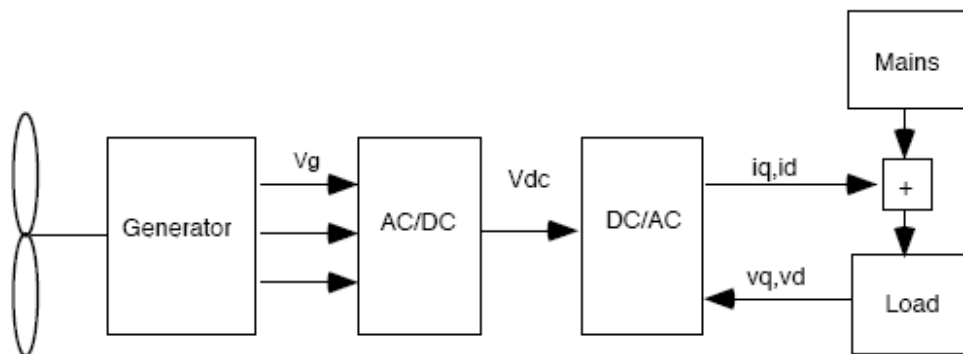 Mains
Vg
Vdc
iq,id
+
Generator
AC/DC
DC/AC
vq,vd
Load